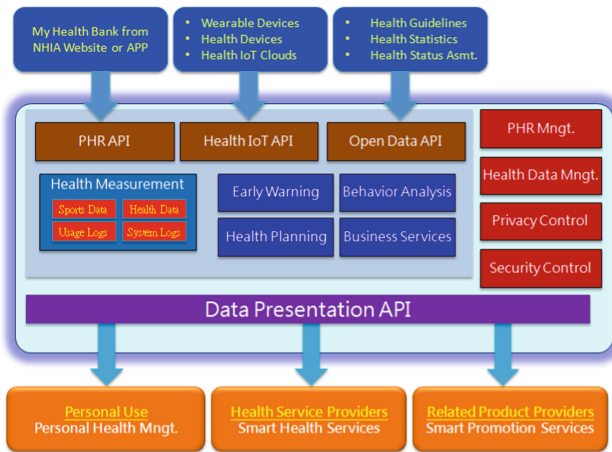 My Health Bank from
NHIA Website or APP
• Wearable Devices
• Health Devices
• Health IoT Clouds
• Health Guidelines
• Health Statistics
• Health Status Asmt.
PHR API
Health IoT API
Open Data API
Health Measurement
Sports Data
Health Data
Usage Logs
System Logs
Early Warning
Behavior Analysis
Health Planning
Business Services
PHR Mngt.
Health Data Mngt.
Privacy Control
Security Control
Data Presentation API
Personal Use
Personal Health Mngt.
Health Service Providers
Smart Health Services
Related Product Providers
Smart Promotion Services